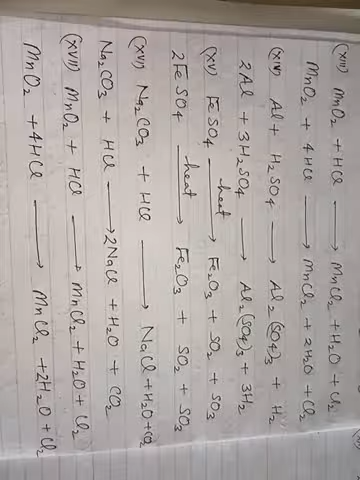 (XIII) MnO2 + HCl → MnCl2 + H2O + Cl2
MnO2 + 4HCl → MnCl2 + 2H2O + Cl2
(XIV) Al + H2SO4 → Al2(SO4)3 + H2
2Al + 3H2SO4 → Al2(SO4)3 + 3H2
(XV) FeSO4 heat→ Fe2O3 + SO2 + SO3
2FeSO4 heat→ Fe2O3 + SO2 + SO3
(XVI) Na2CO3 + HCl → NaCl + H2O + CO2
Na2CO3 + HCl → 2NaCl + H2O + CO2
(XVII) MnO2 + HCl → MnCl2 + H2O + Cl2
MnO2 + 4HCl → MnCl2 + 2H2O + Cl2